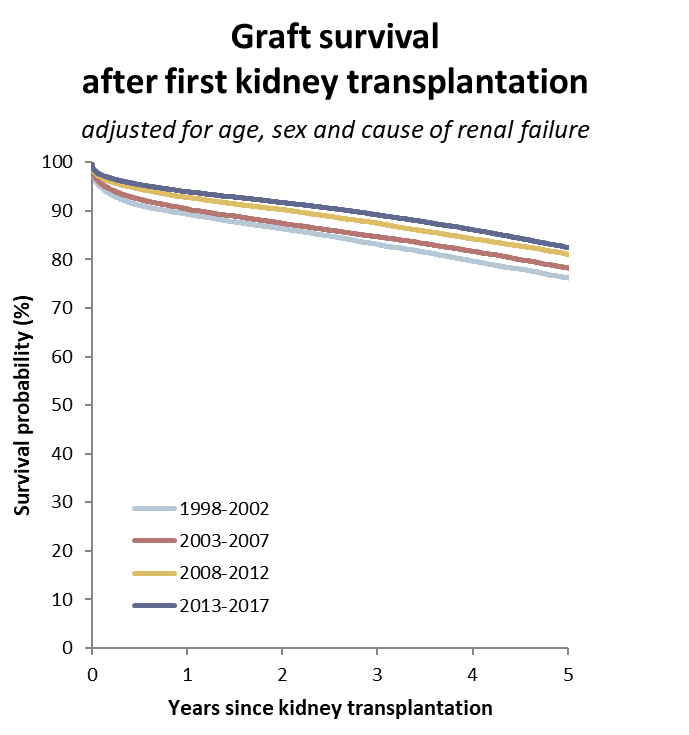 Graft survival
after first kidney transplantation
adjusted for age, sex and cause of renal failure
Survival probability (%)
100
90
80
70
60
50
40
30
20
10
0
1998-2002
2003-2007
2008-2012
2013-2017
0 1 2 3 4 5
Years since kidney transplantation